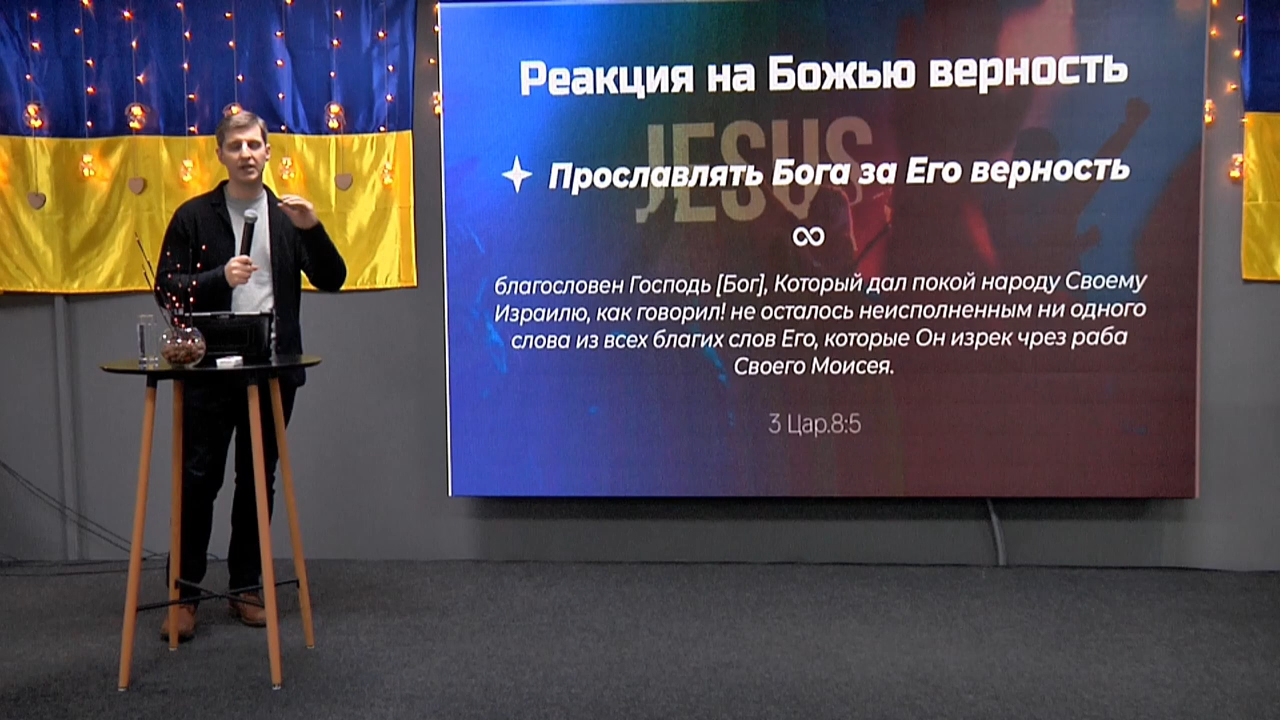 Реакция на Божью верность
JESUS
Прославлять Бога за Его верность
благословен Господь [Бог], Который дал покой народу Своему
Израилю, как говорил! не осталось неисполненным ни одного
слова из всех благих слов Его, которые Он изрек чрез раба
Своего Моисея.
3 Цар.8:5